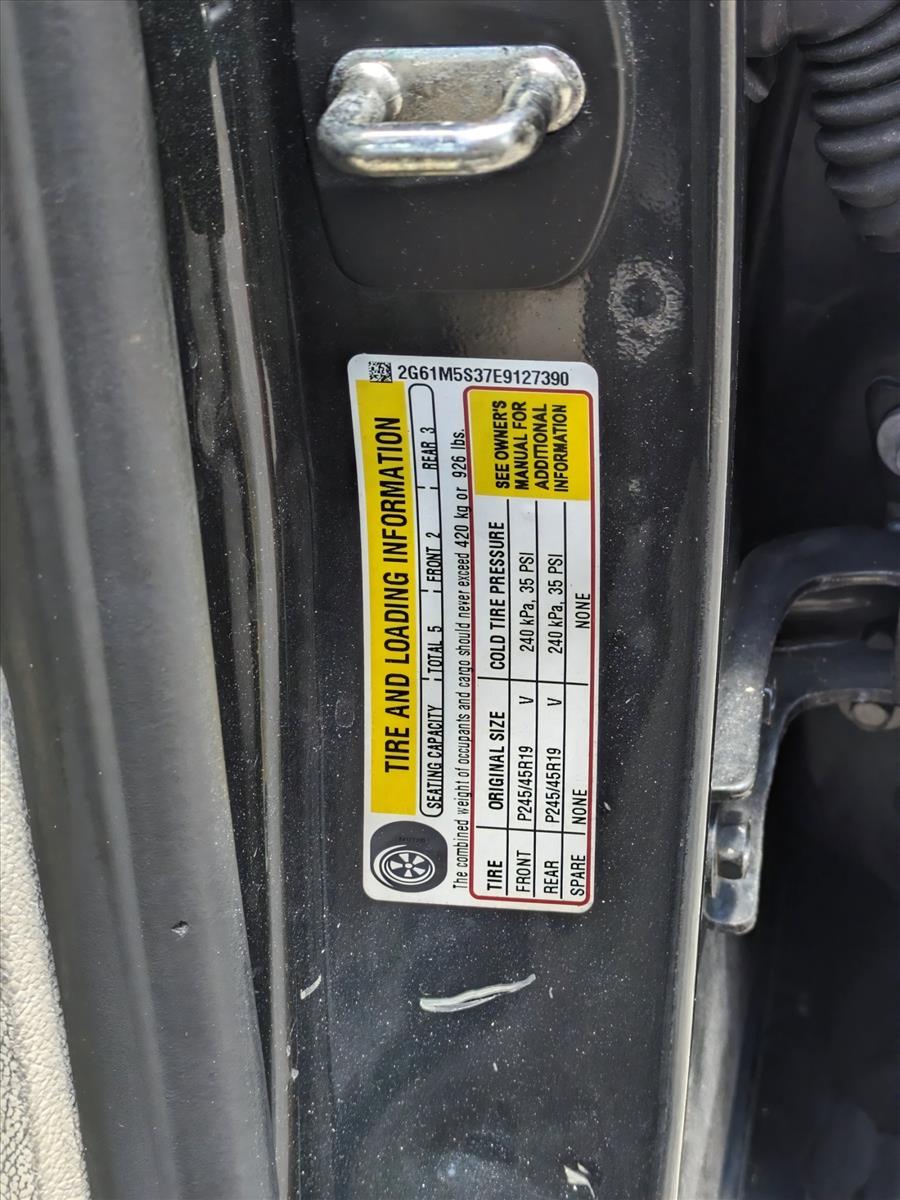 2G61M5S37E9127390
TIRE AND LOADING INFORMATION
SEATING CAPACITY TOTAL 5 FRONT 2 REAR 3
The combined weight of occupants and cargo should never exceed 420 kg or 926 lbs.
TIRE ORIGINAL SIZE COLD TIRE PRESSURE
FRONT P245/45R19 V 240 kPa, 35 PSI
REAR P245/45R19 V 240 kPa, 35 PSI
SPARE NONE NONE
SEE OWNER'S
MANUAL FOR
ADDITIONAL
INFORMATION